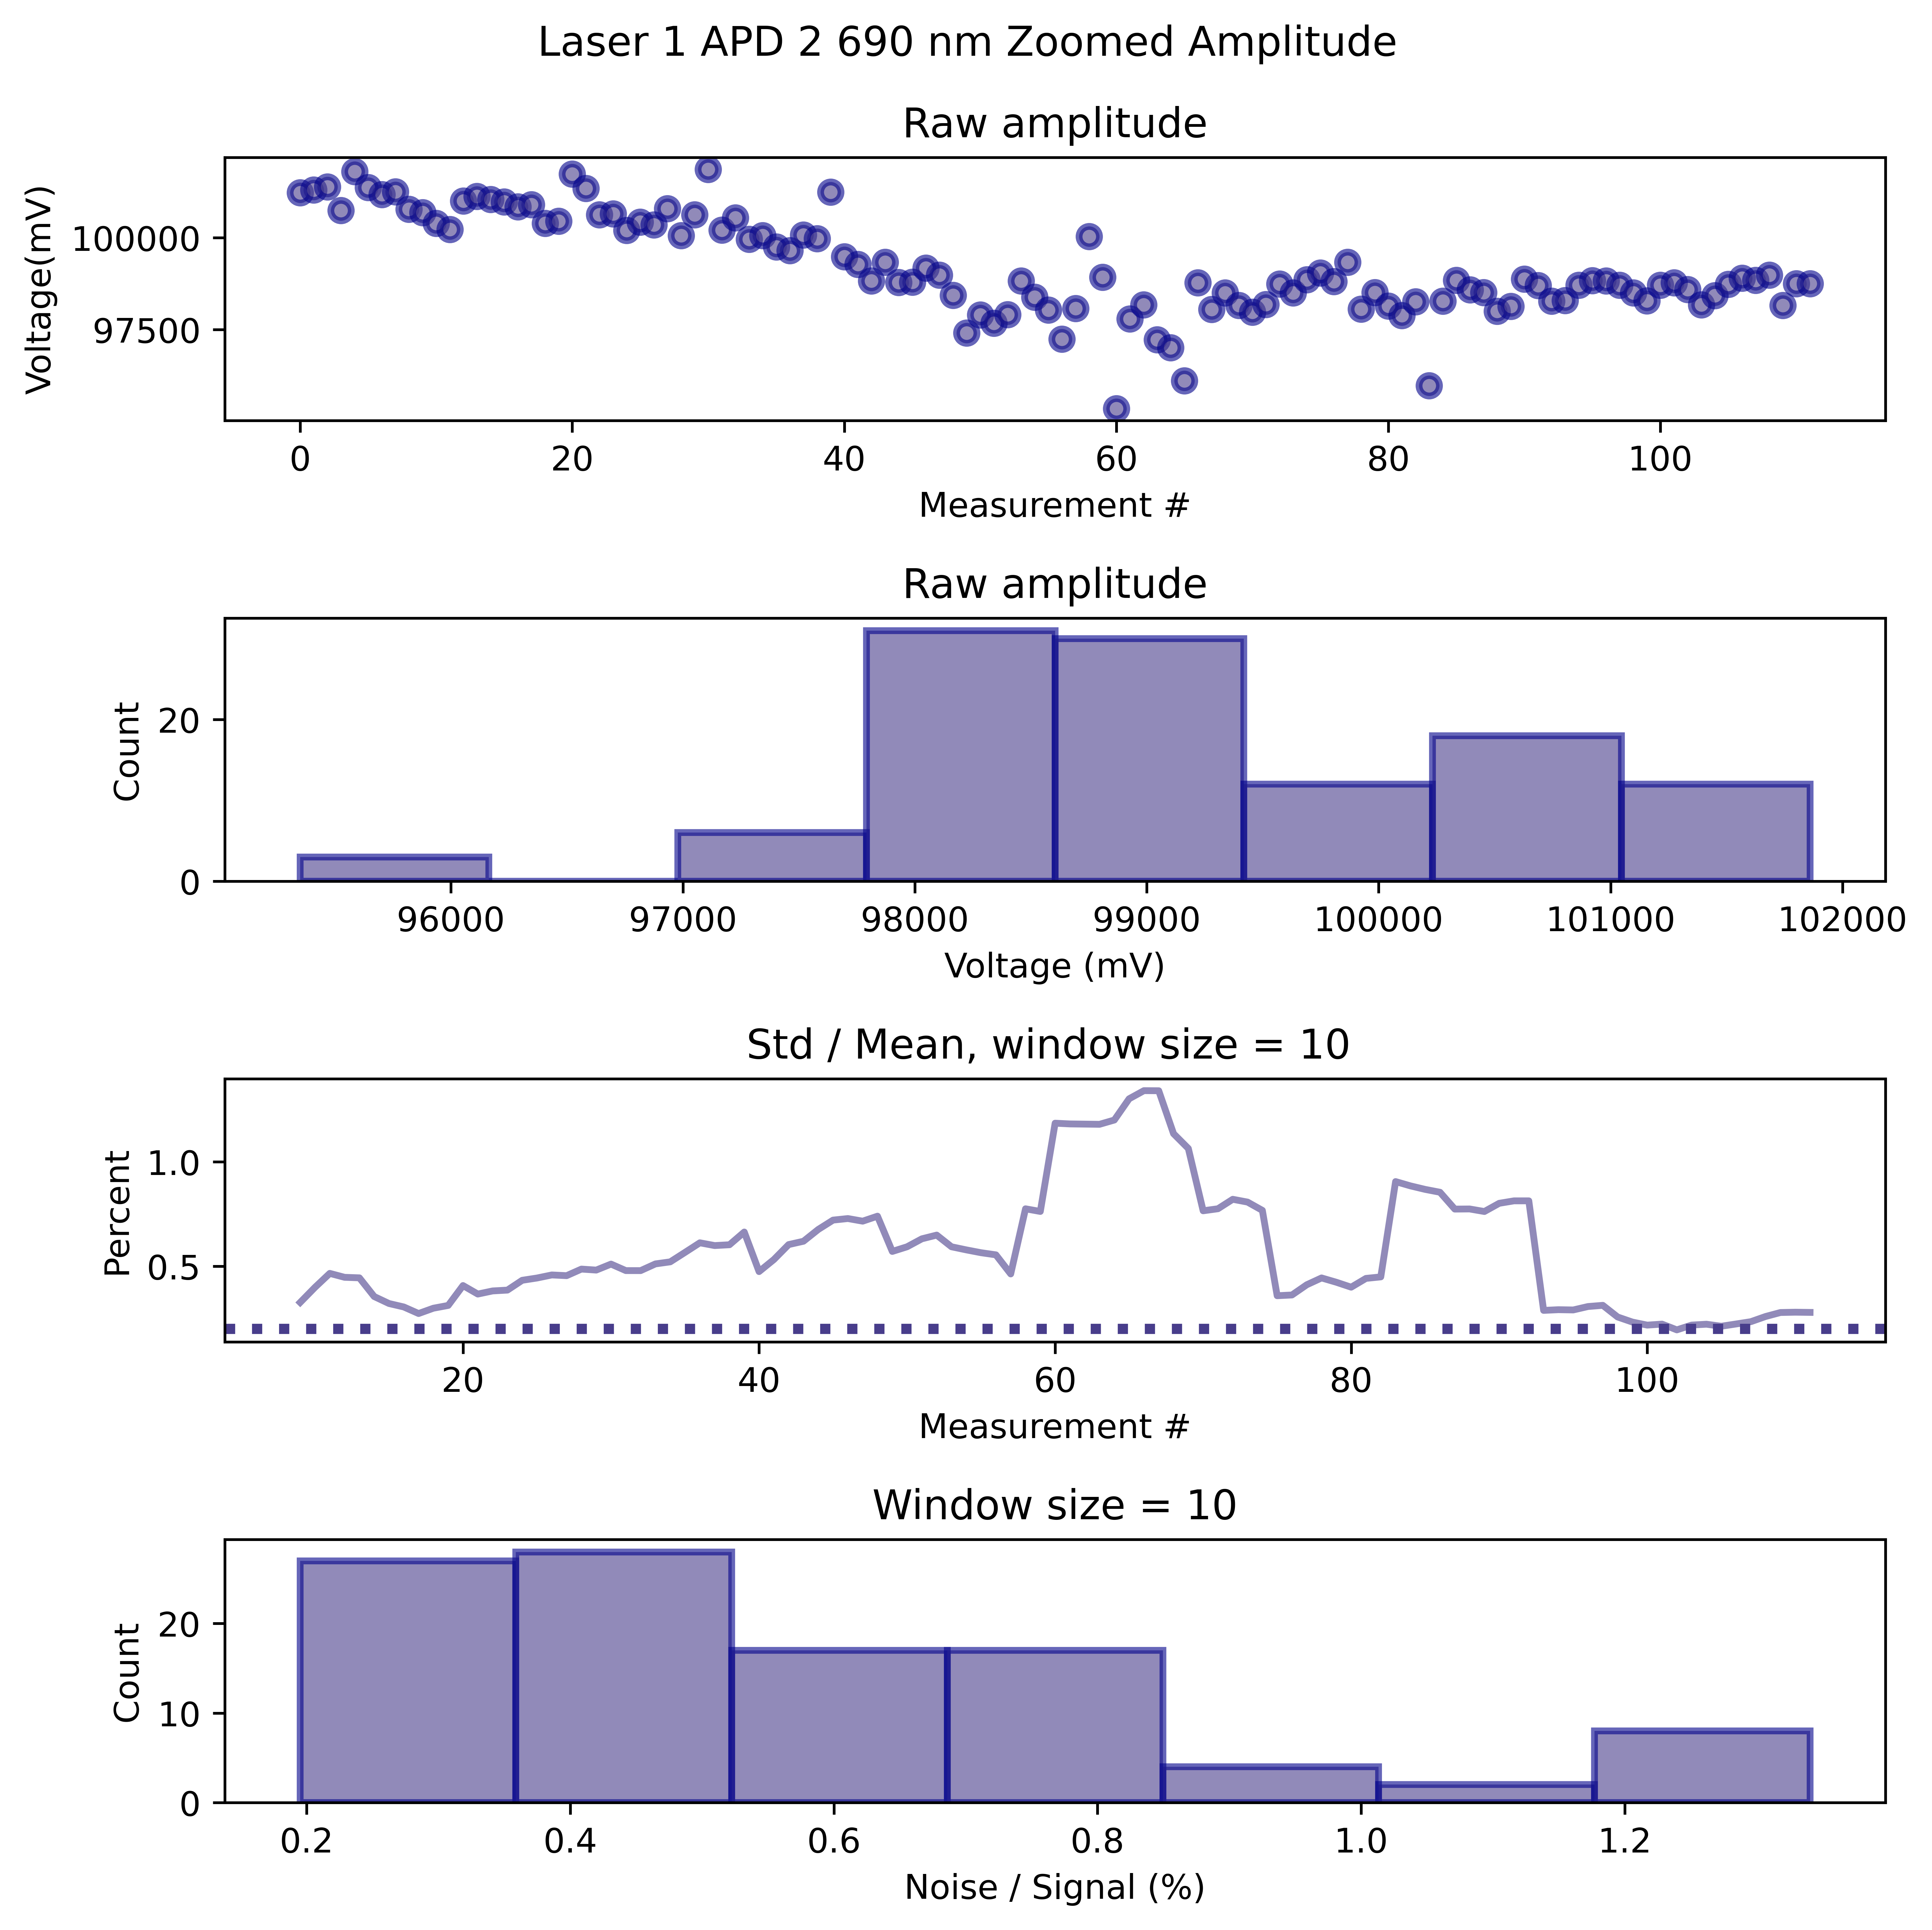 Laser 1 APD 2 690 nm Zoomed Amplitude
Raw amplitude
Voltage(mV)
100000
97500
0 20 40 60 80 100
Measurement #
Raw amplitude
Count
20
0
96000 97000 98000 99000 100000 101000 102000
Voltage (mV)
Std / Mean, window size = 10
Percent
1.0
0.5
20 40 60 80 100
Measurement #
Window size = 10
Count
20
10
0
0.2 0.4 0.6 0.8 1.0 1.2
Noise / Signal (%)